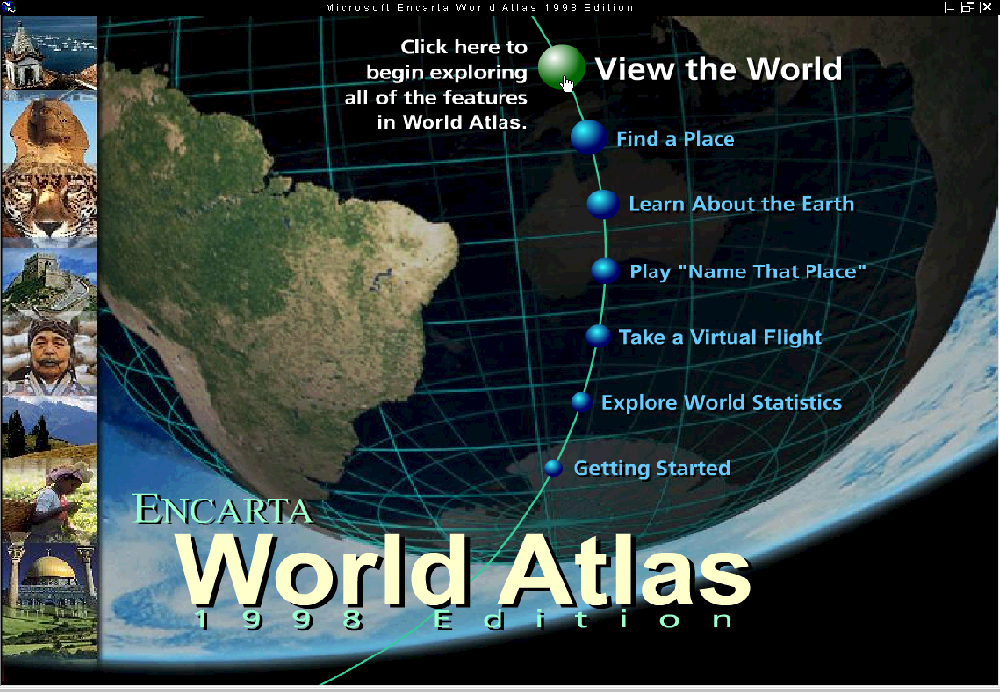 Microsoft Encarta World Atlas 1998 Edition
Click here to
begin exploring
all of the features
in World Atlas.
View the World
Find a Place
Learn About the Earth
Play "Name That Place"
Take a Virtual Flight
Explore World Statistics
Getting Started
ENCARTA
World Atlas
1998 Edition